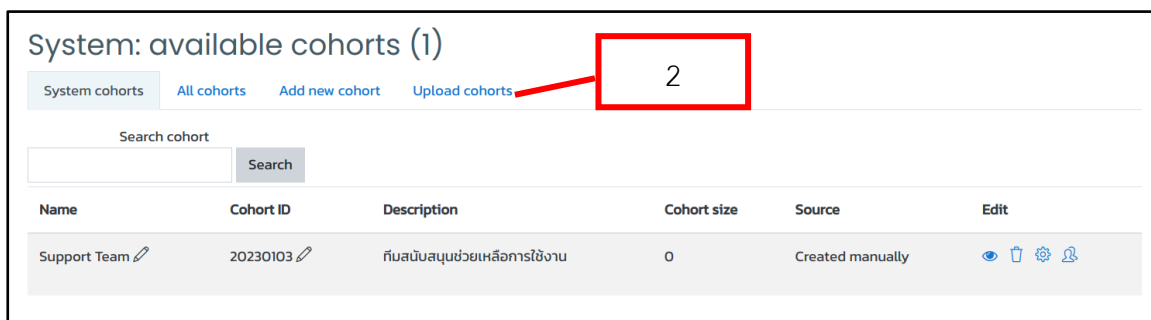 System: available cohorts (1)
2
System cohorts All cohorts Add new cohort Upload cohorts
Search cohort
Search
Name Cohort ID Description Cohort size Source Edit
Support Team 20230103 ทีมสนับสนุนช่วยเหลือการใช้งาน 0 Created manually